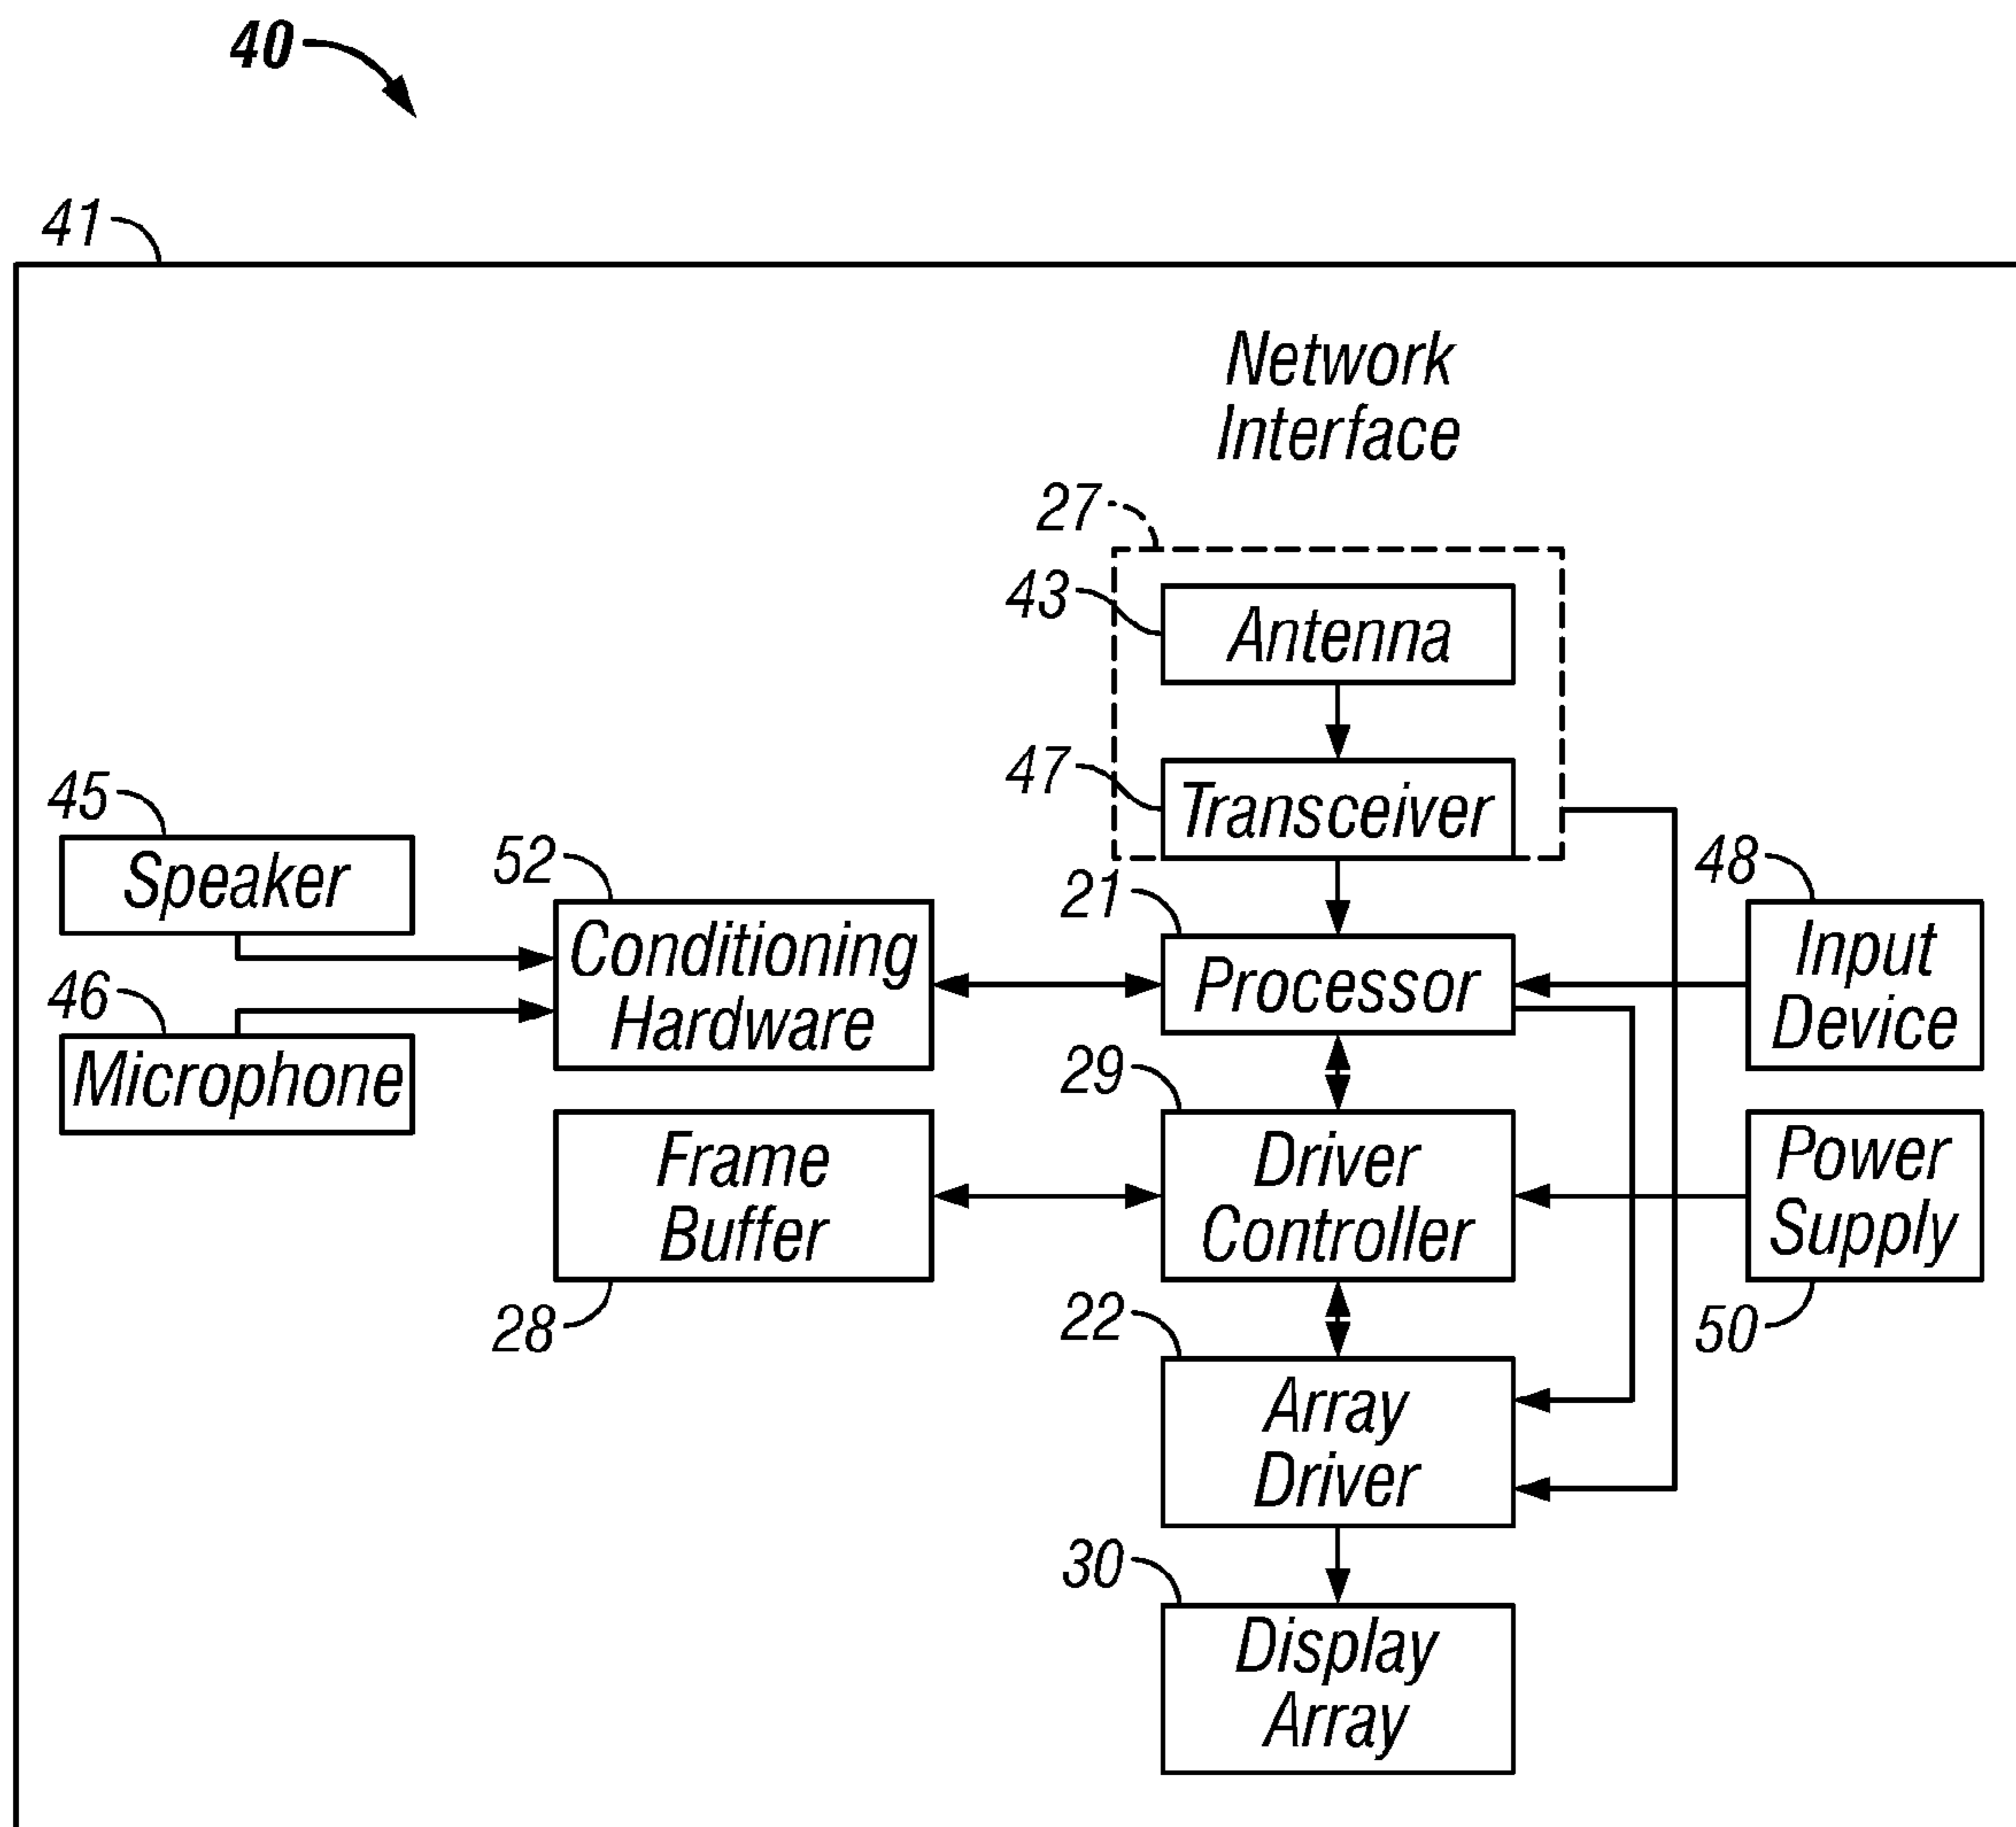 40
41
Network
Interface
27
43
Antenna
47
Transceiver
45
Speaker
52
Conditioning
Hardware
21
Processor
48
Input
Device
46
Microphone
29
Driver
Controller
Frame
Buffer
28
Power
Supply
50
22
Array
Driver
30
Display
Array